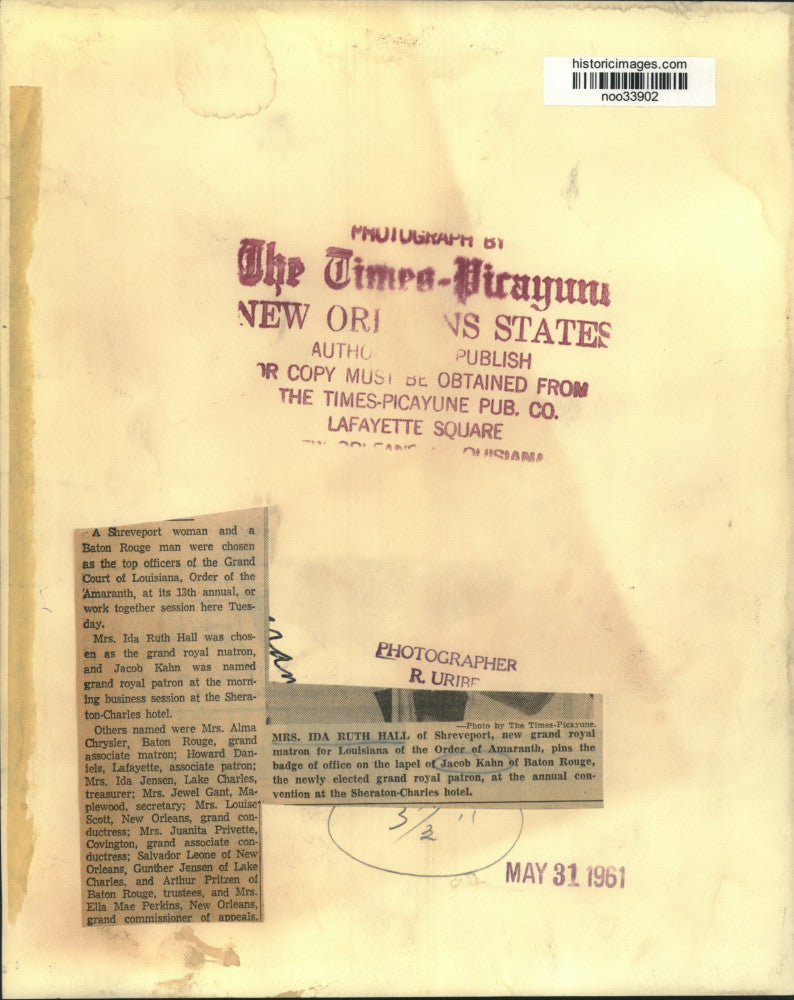 historicimages.com
noo33902
PHOTOGRAPH BY
The Times-Picayune
NEW ORL NS STATES
AUTHO PUBLISH
OR COPY MUST BE OBTAINED FROM
THE TIMES-PICAYUNE PUB. CO.
LAFAYETTE SQUARE
A Shreveport woman and a
Baton Rouge man were chosen
as the top officers of the Grand
Court of Louisiana, Order of the
Amaranth, at its 13th annual, or
work together session here Tues-
day.
Mrs. Ida Ruth Hall was chos-
en as the grand royal matron,
and Jacob Kahn was named
grand royal patron at the morn-
ing business session at the Shera-
ton-Charles hotel.
Others named were Mrs. Alma
Chrysler, Baton Rouge, grand
associate matron; Howard Dan-
iels, Lafayette, associate patron;
Mrs. Ida Jensen, Lake Charles,
treasurer; Mrs. Jewel Gant, Ma-
plewood, secretary; Mrs. Louise
Scott, New Orleans, grand con-
ductress; Mrs. Juanita Privette,
Covington, grand associate con-
ductress; Salvador Leone of New
Orleans, Gunther Jensen of Lake
Charles, and Arthur Pritzen of
Baton Rouge, trustees, and Mrs.
Ella Mae Perkins, New Orleans,
grand commissioner of appeals.
PHOTOGRAPHER
R. URIBE
—Photo by The Times-Picayune.
MRS. IDA RUTH HALL of Shreveport, new grand royal
matron for Louisiana of the Order of Amaranth, pins the
badge of office on the lapel of Jacob Kahn of Baton Rouge,
the newly elected grand royal patron, at the annual con-
vention at the Sheraton-Charles hotel.
MAY 31 1961